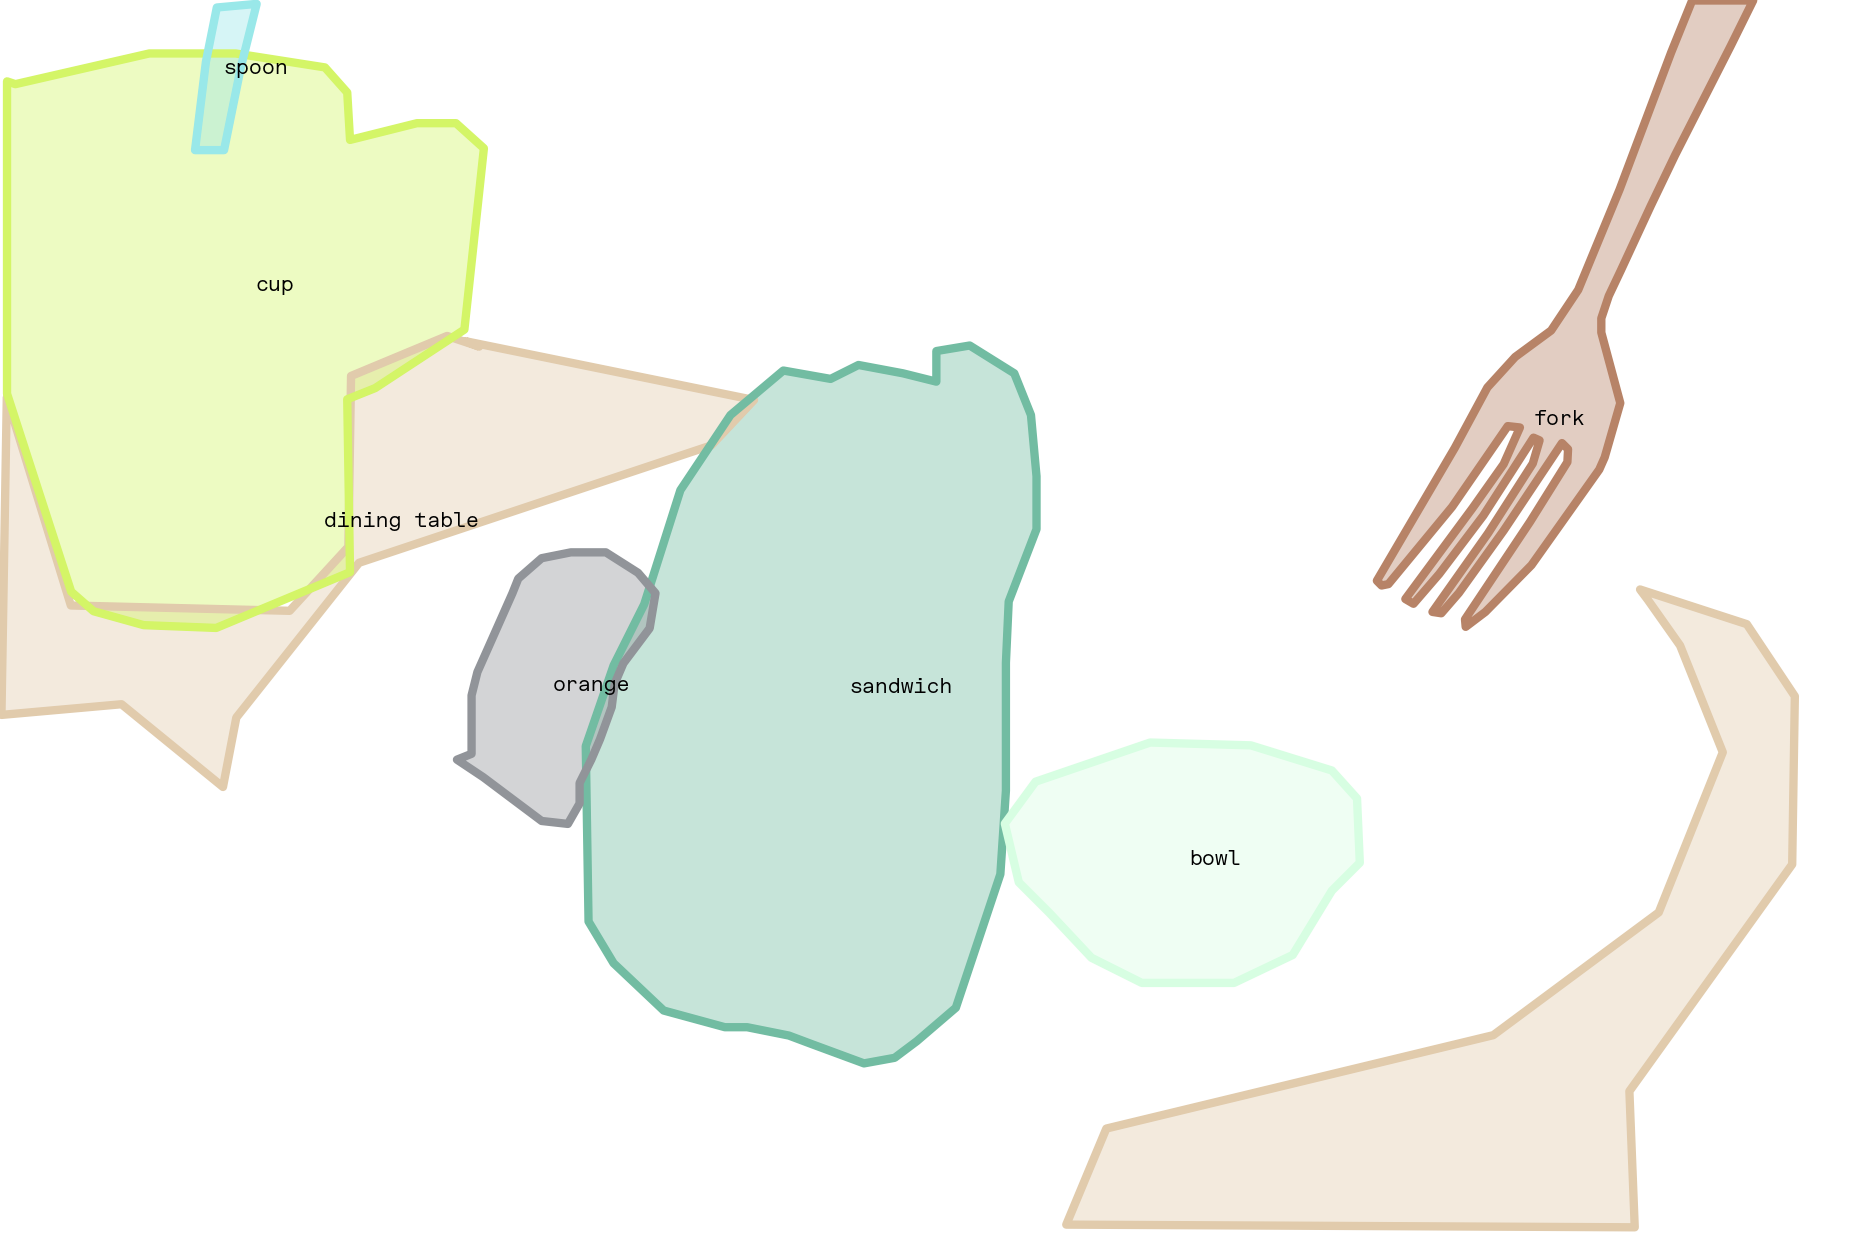 spoon
cup
fork
dining table
orange
sandwich
bowl